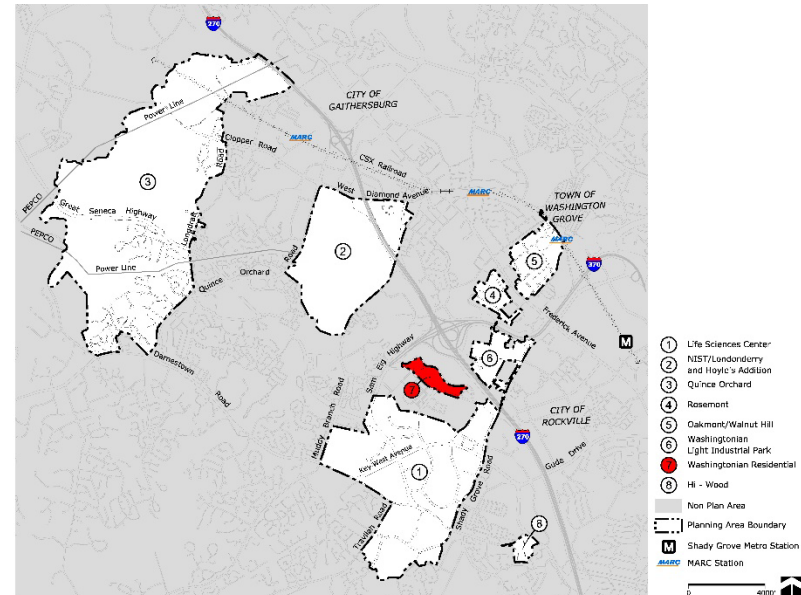 270
CITY OF
GAITHERSBURG
Power Line
Clopper Road
MARC
CSX Railroad
3
Road
West Diamond Avenue
MARC
TOWN OF
WASHINGTON
GROVE
PEPCO
Great Seneca Highway
Longdraft
MARC
PEPCO
2
5
370
Power Line
Quince Orchard Road
4
Frederick Avenue
M
Sam Eig Highway
6
Darnestown Road
Muddy Branch Road
7
CITY OF
ROCKVILLE
270
Key West Avenue
Gude Drive
1
Shady Grove Road
Travilah Road
8
1 Life Sciences Center
2 NIST/Londonderry
and Hoyle's Addition
3 Quince Orchard
4 Rosemont
5 Oakmont/Walnut Hill
6 Washingtonian
Light Industrial Park
7 Washingtonian Residential
8 Hi - Wood
Non Plan Area
Planning Area Boundary
M Shady Grove Metro Station
MARC MARC Station
0 4000'